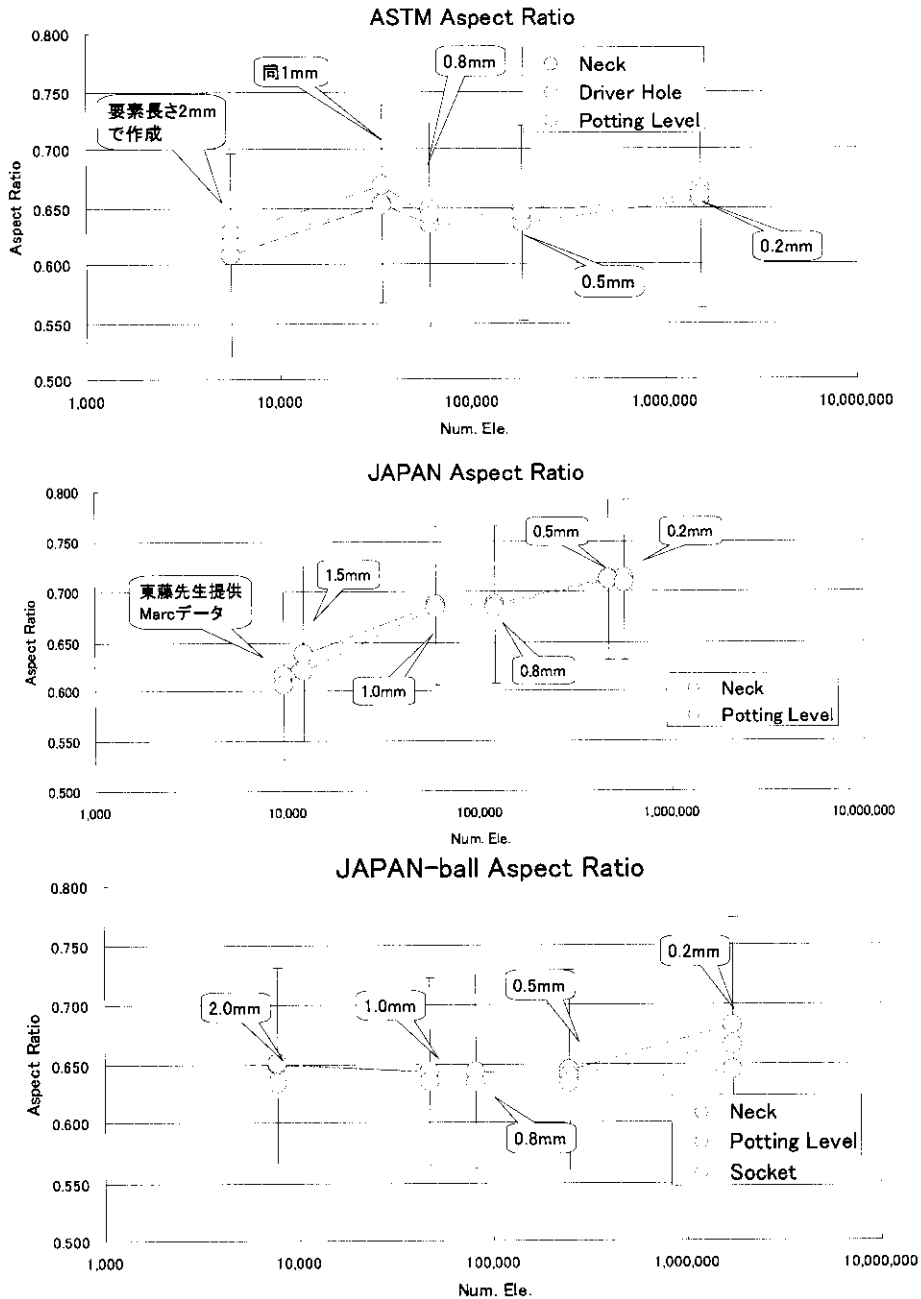 ASTM Aspect Ratio
0.800
0.750
0.700
0.650
0.600
0.550
0.500
Aspect Ratio
要素長さ2mm
で作成
同1mm
0.8mm
0.5mm
0.2mm
Neck
Driver Hole
Potting Level
1,000
10,000
100,000
1,000,000
10,000,000
Num. Ele.
JAPAN Aspect Ratio
0.800
0.750
0.700
0.650
0.600
0.550
0.500
Aspect Ratio
東藤先生提供
Marcデータ
1.5mm
1.0mm
0.8mm
0.5mm
0.2mm
Neck
Potting Level
1,000
10,000
100,000
1,000,000
10,000,000
Num. Ele.
JAPAN-ball Aspect Ratio
0.800
0.750
0.700
0.650
0.600
0.550
0.500
Aspect Ratio
2.0mm
1.0mm
0.8mm
0.5mm
0.2mm
Neck
Potting Level
Socket
1,000
10,000
100,000
1,000,000
10,000,000
Num. Ele.